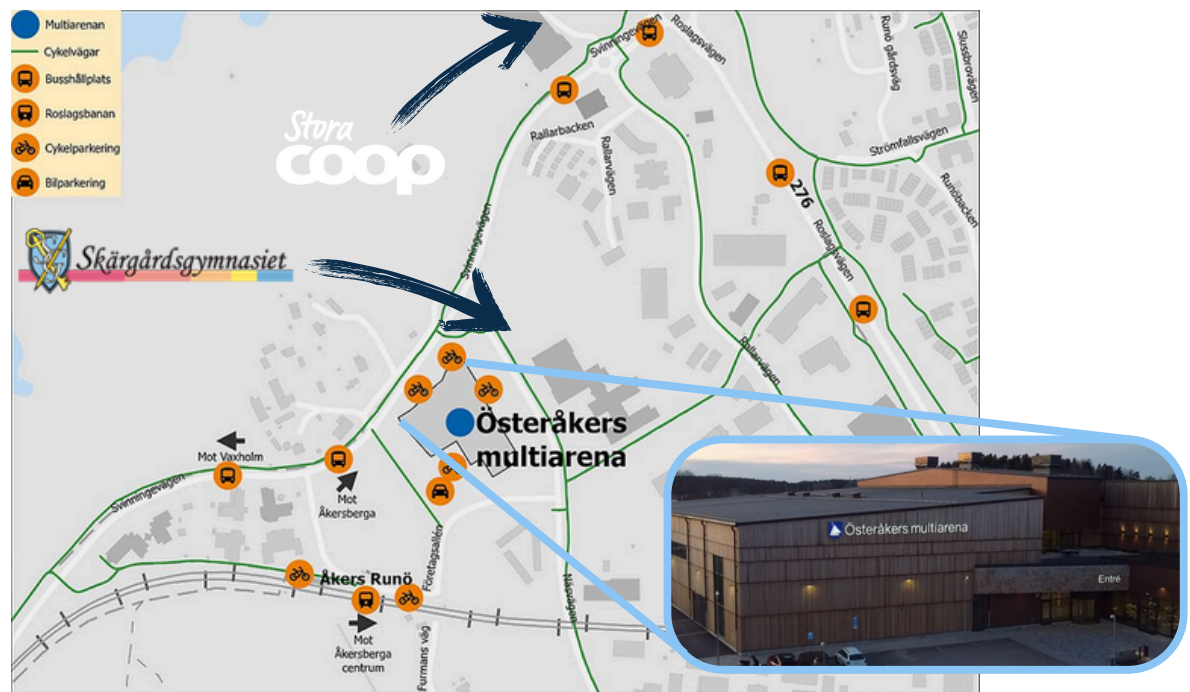 Multiarenan
Cykelvägar
Busshållplats
Roslagsbanan
Cykelparkering
Bilparkering
Stora
coop
Skärgårdsgymnasiet
Svinningevägen
Roslagsvägen
Runö gårdsväg
Slussbrovägen
Rallarbacken
Rallarvägen
Strömfallsvägen
Runöbacken
276
Roslagsvägen
Svinningevägen
Rallarvägen
Österåkers
multiarena
Mot Vaxholm
Mot
Åkersberga
Svinningevägen
Företagsallén
Åkers Runö
Näsvägen
Mot
Åkersberga
centrum
Furmans väg
Österåkers multiarena
Entré